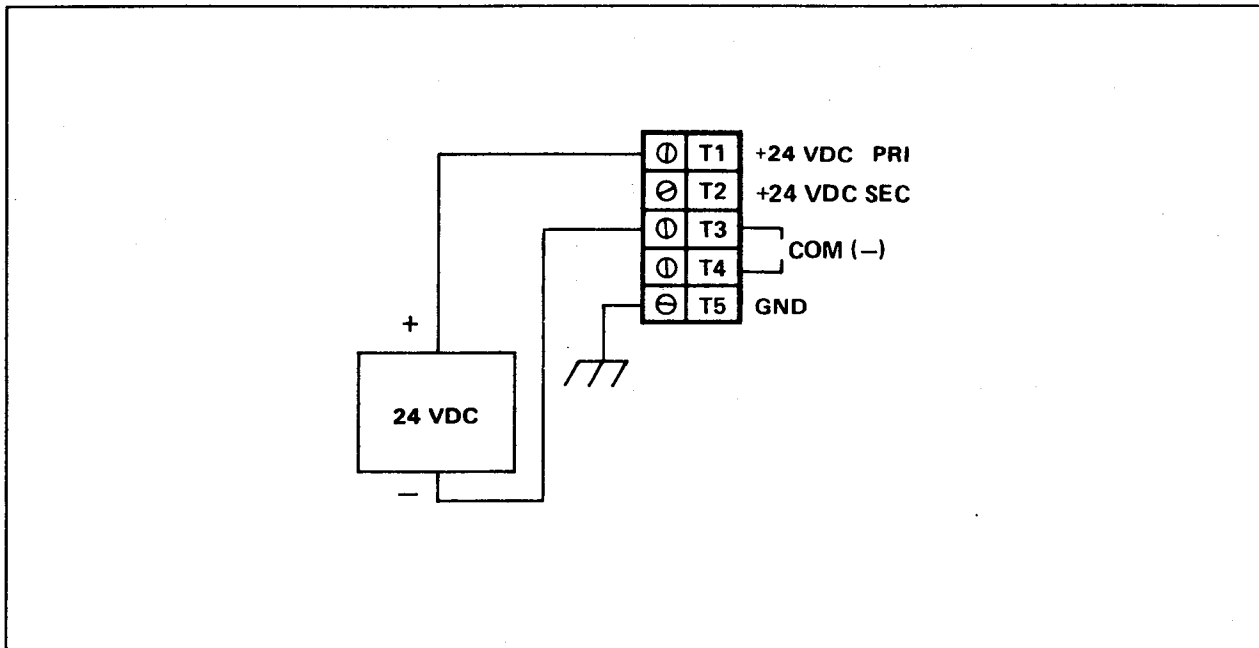 T1 +24 VDC PRI
T2 +24 VDC SEC
T3
COM (–)
T4
T5 GND
+
24 VDC
–